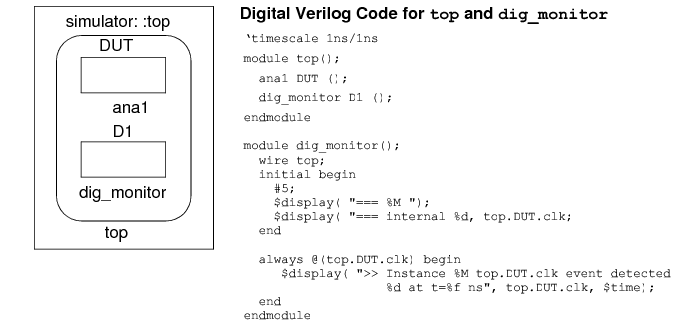 simulator: :top
DUT
ana1
D1
dig_monitor
top
Digital Verilog Code for top and dig_monitor
‘timescale 1ns/1ns
module top();
ana1 DUT ();
dig_monitor D1 ();
endmodule
module dig_monitor();
wire top;
initial begin
#5;
$display( "=== %M ");
$display( "=== internal %d, top.DUT.clk;
end
always @(top.DUT.clk) begin
$display( ">> Instance %M top.DUT.clk event detected
%d at t=%f ns", top.DUT.clk, $time);
end
endmodule